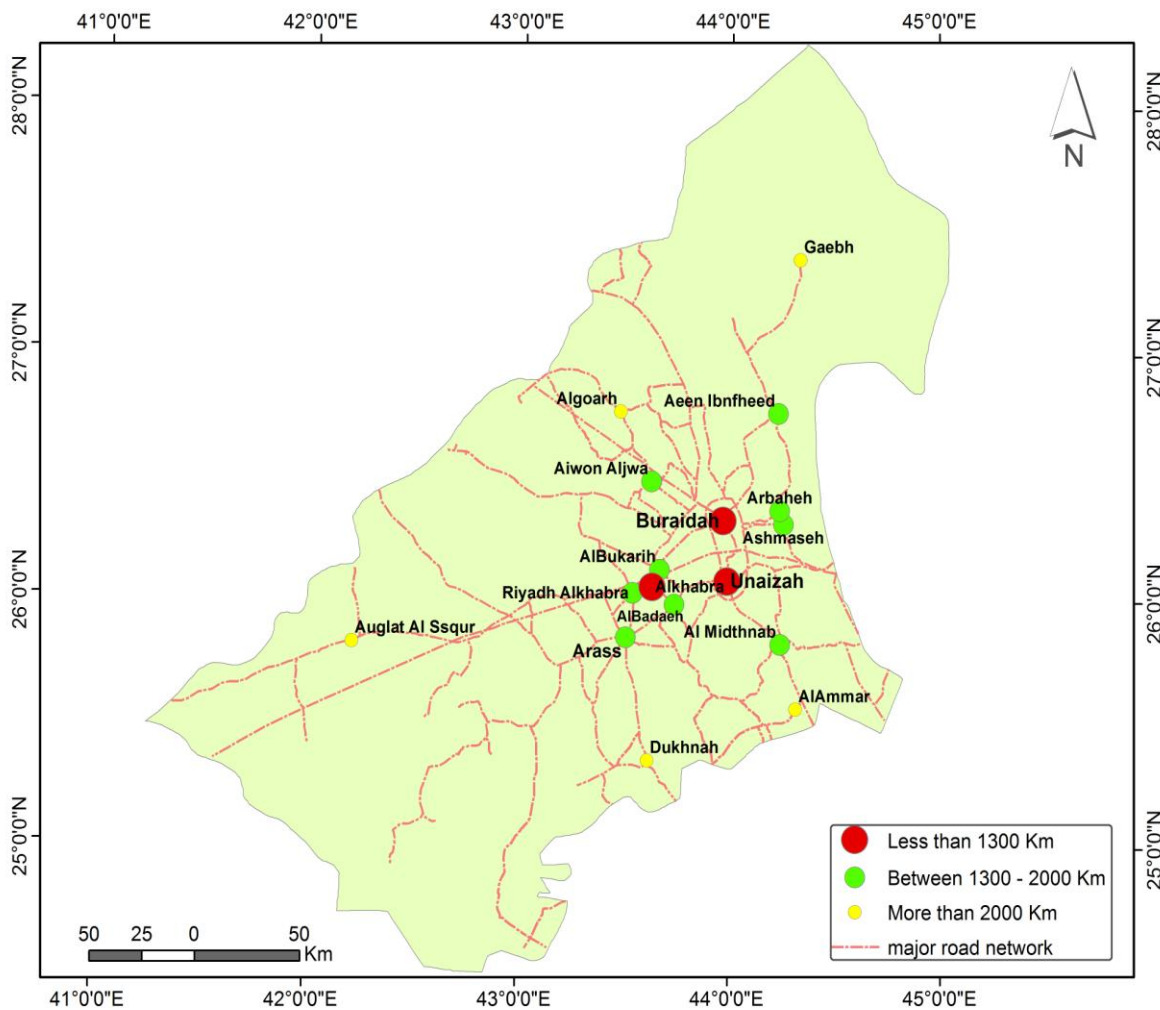 41°0'0"E 42°0'0"E 43°0'0"E 44°0'0"E 45°0'0"E
28°0'0"N
28°0'0"N
N
Gaebh
27°0'0"N
27°0'0"N
Algoarh
Aeen Ibnfheed
Aiwon Aljwa
Arbaheh
Buraidah
Ashmaseh
AlBukarih
26°0'0"N
Riyadh Alkhabra
Alkhabra
Unaizah
26°0'0"N
AlBadaeh
Auglat Al Ssqur
Al Midthnab
Arass
AlAmmar
Dukhnah
25°0'0"N
25°0'0"N
Less than 1300 Km
Between 1300 - 2000 Km
More than 2000 Km
major road network
50 25 0 50
Km
41°0'0"E 42°0'0"E 43°0'0"E 44°0'0"E 45°0'0"E